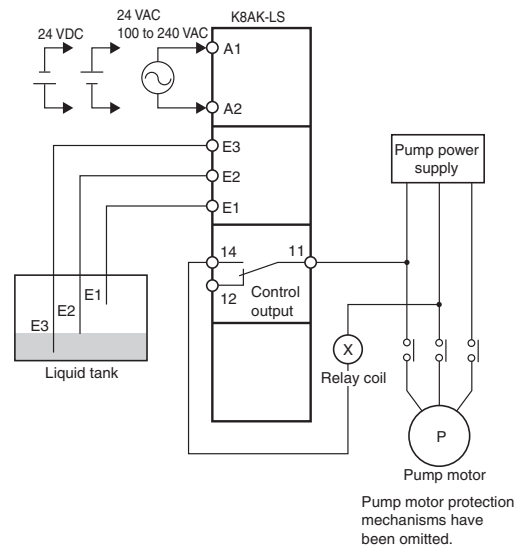 24 VDC
24 VAC
100 to 240 VAC
K8AK-LS
A1
A2
E3
E2
E1
14
11
12
Control
output
Pump power
supply
E1
E2
E3
Liquid tank
X
Relay coil
P
Pump motor
Pump motor protection
mechanisms have
been omitted.